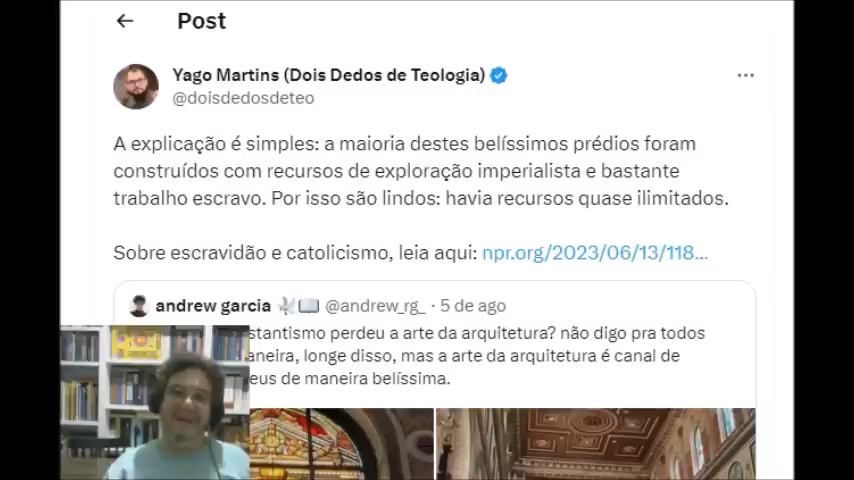 Post
Yago Martins (Dois Dedos de Teologia)
@doisdedosdeteo
A explicação é simples: a maioria destes belíssimos prédios foram
construídos com recursos de exploração imperialista e bastante
trabalho escravo. Por isso são lindos: havia recursos quase ilimitados.
Sobre escravidão e catolicismo, leia aqui: npr.org/2023/06/13/118...
andrew garcia @andrew_rg_ · 5 de ago
stantismo perdeu a arte da arquitetura? não digo pra todos
aneira, longe disso, mas a arte da arquitetura é canal de
eus de maneira belíssima.